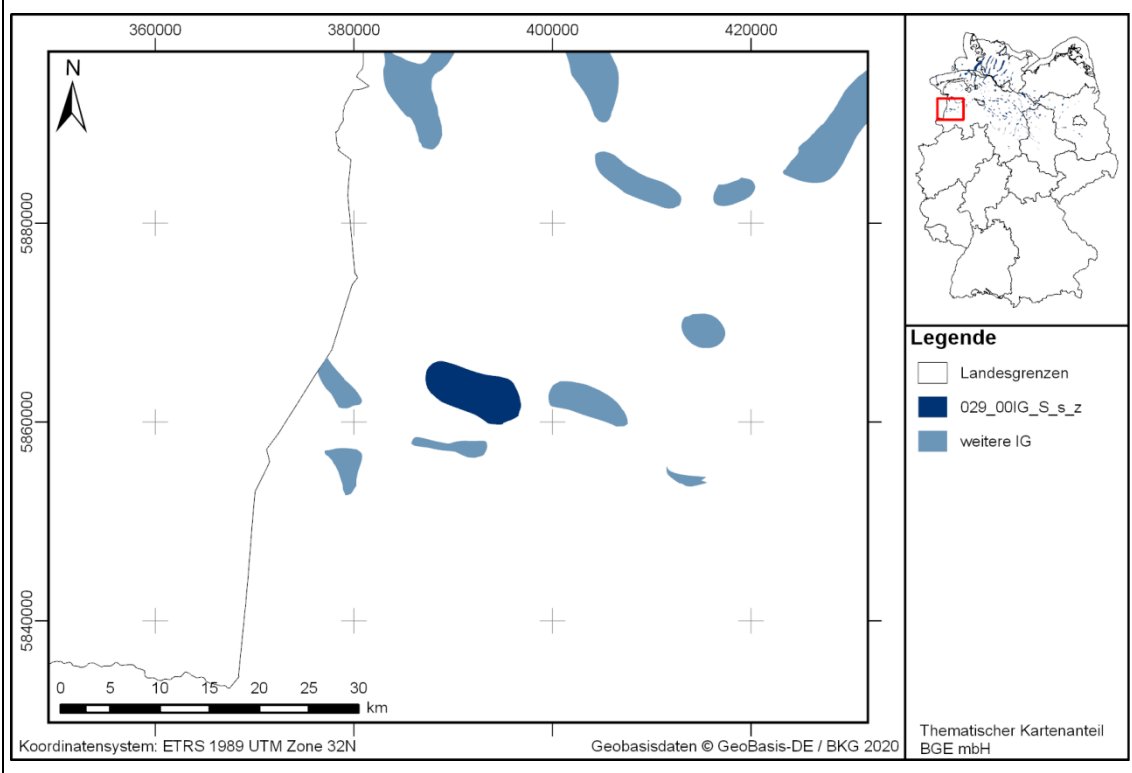 360000 380000 400000 420000
N
5880000
5860000
5840000
0 5 10 15 20 25 30
km
Koordinatensystem: ETRS 1989 UTM Zone 32N
Geobasisdaten © GeoBasis-DE / BKG 2020
Legende
Landesgrenzen
029_00IG_S_s_z
weitere IG
Thematischer Kartenanteil
BGE mbH